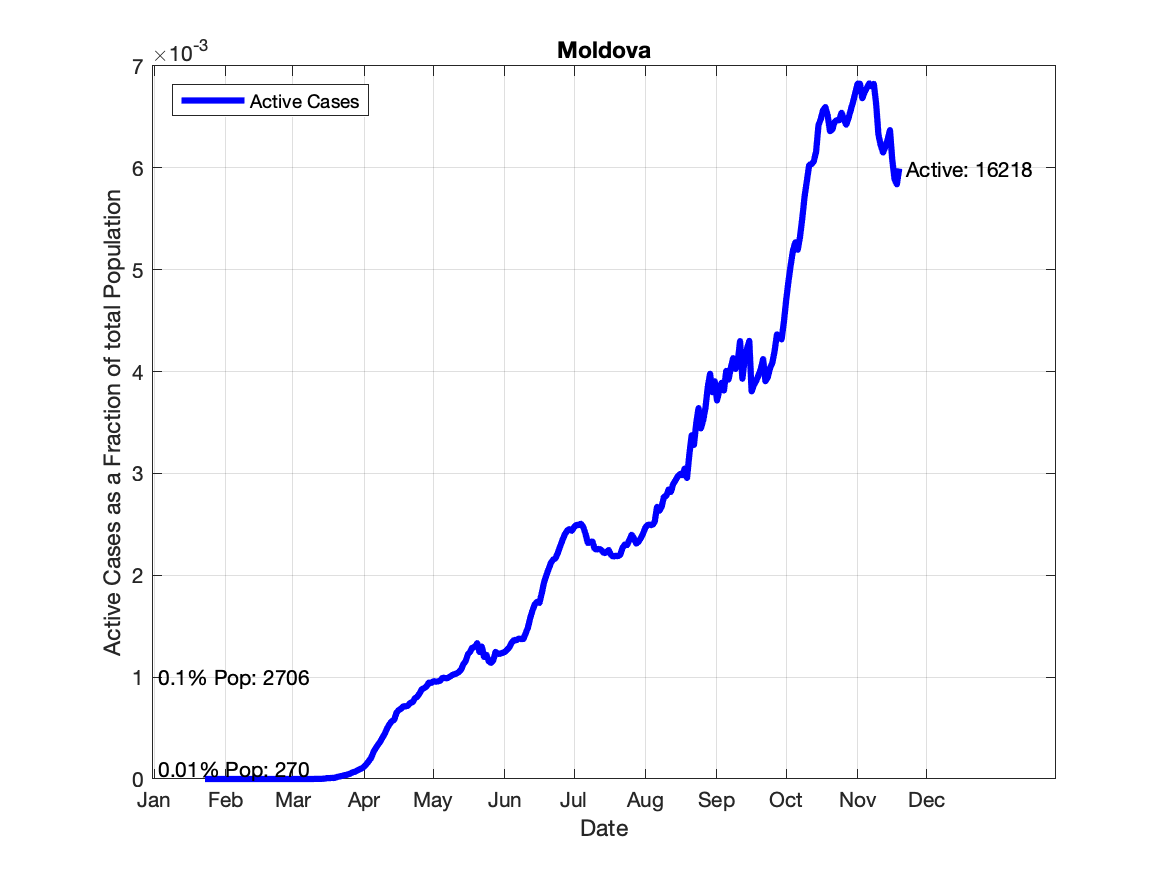 Moldova
×10-3
Active Cases
7
6
5
4
3
2
1
0
Active Cases as a Fraction of total Population
Active: 16218
0.1% Pop: 2706
0.01% Pop: 270
Jan Feb Mar Apr May Jun Jul Aug Sep Oct Nov Dec
Date